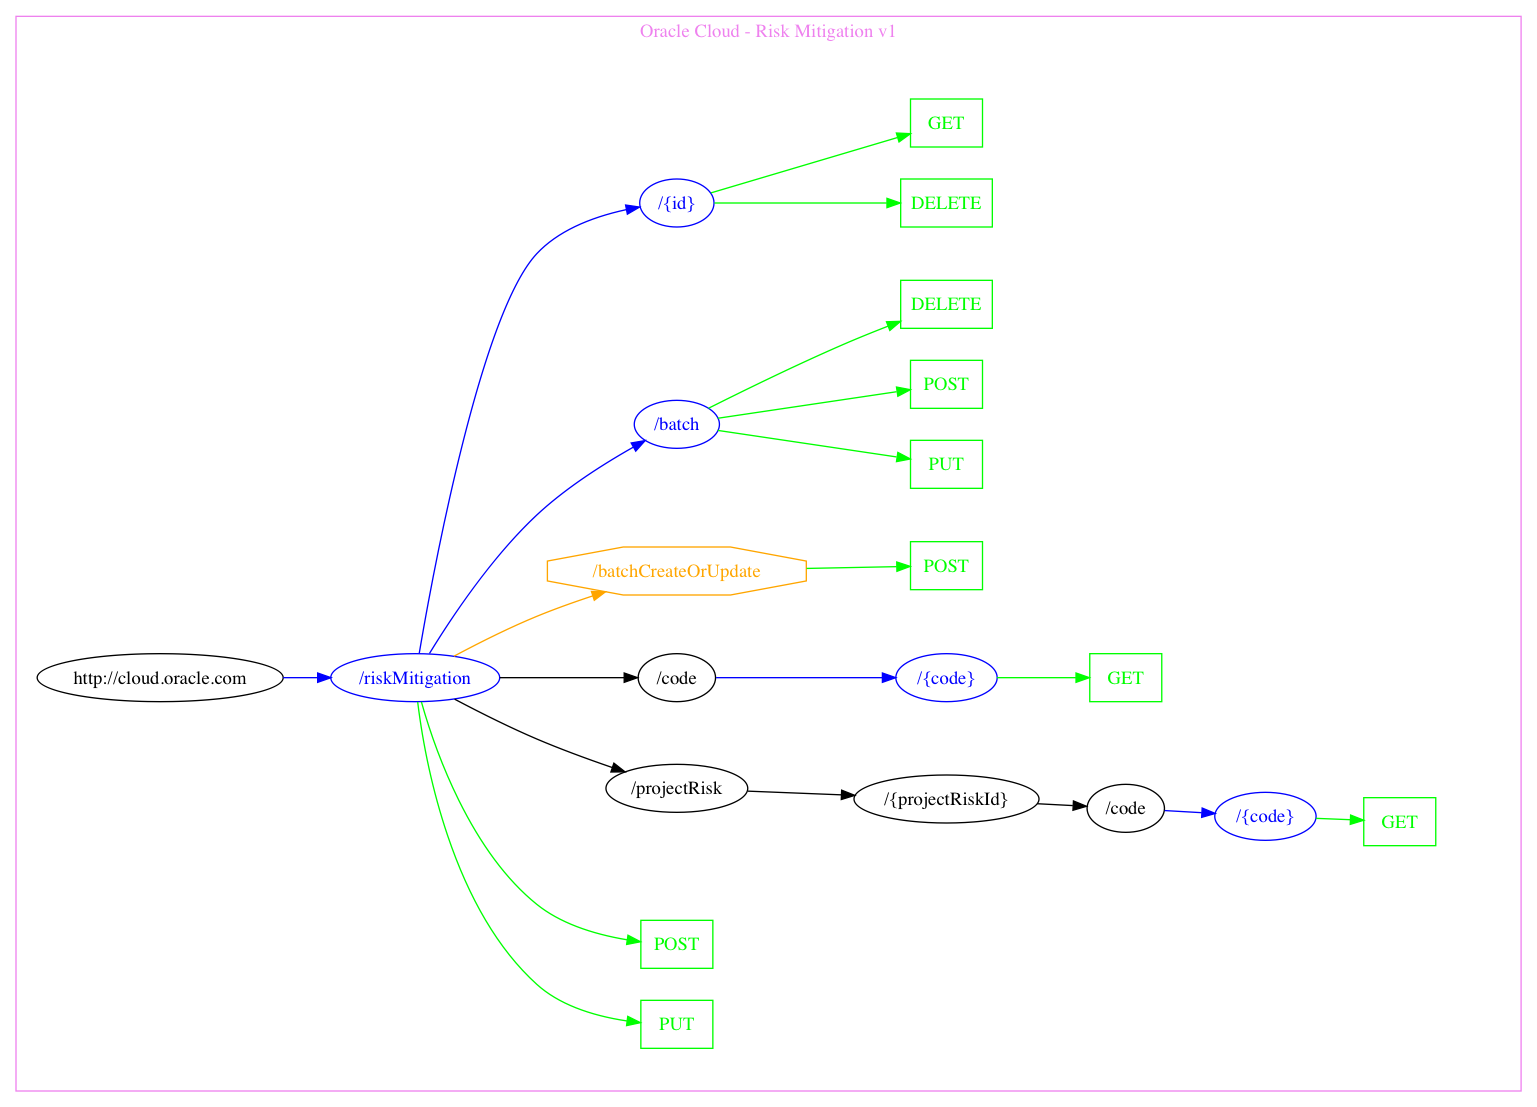 Oracle Cloud - Risk Mitigation v1
GET
/{id}
DELETE
DELETE
POST
/batch
PUT
/batchCreateOrUpdate
POST
http://cloud.oracle.com
/riskMitigation
/code
/{code}
GET
/projectRisk
/{projectRiskId}
/code
/{code}
GET
POST
PUT